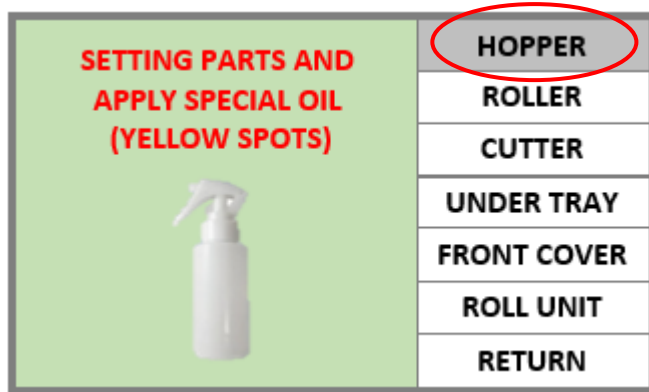 SETTING PARTS AND
APPLY SPECIAL OIL
(YELLOW SPOTS)
HOPPER
ROLLER
CUTTER
UNDER TRAY
FRONT COVER
ROLL UNIT
RETURN